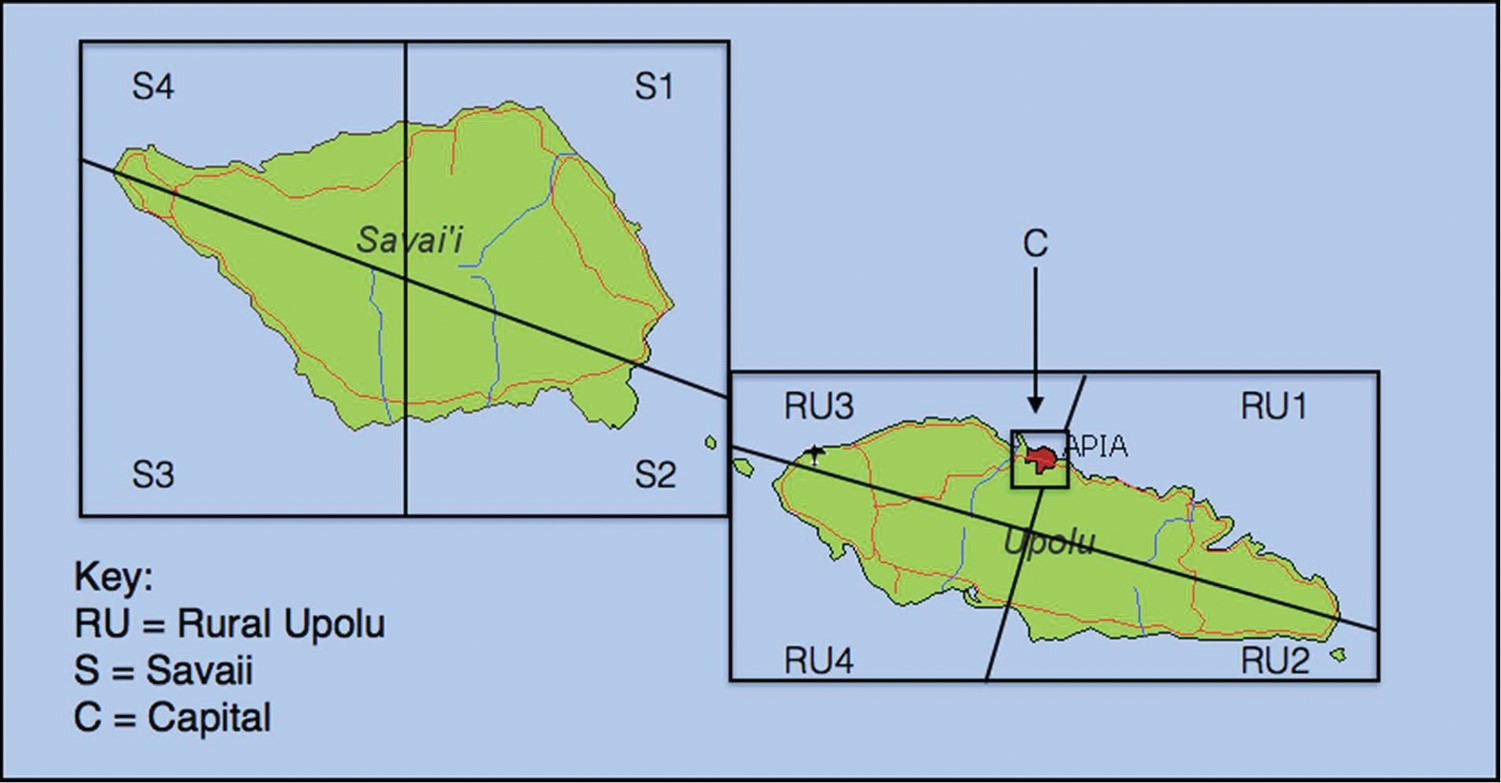 S4
S1
Savai'i
S3
S2
C
RU3
RU1
APIA
Upolu
RU4
RU2
Key:
RU = Rural Upolu
S = Savaii
C = Capital